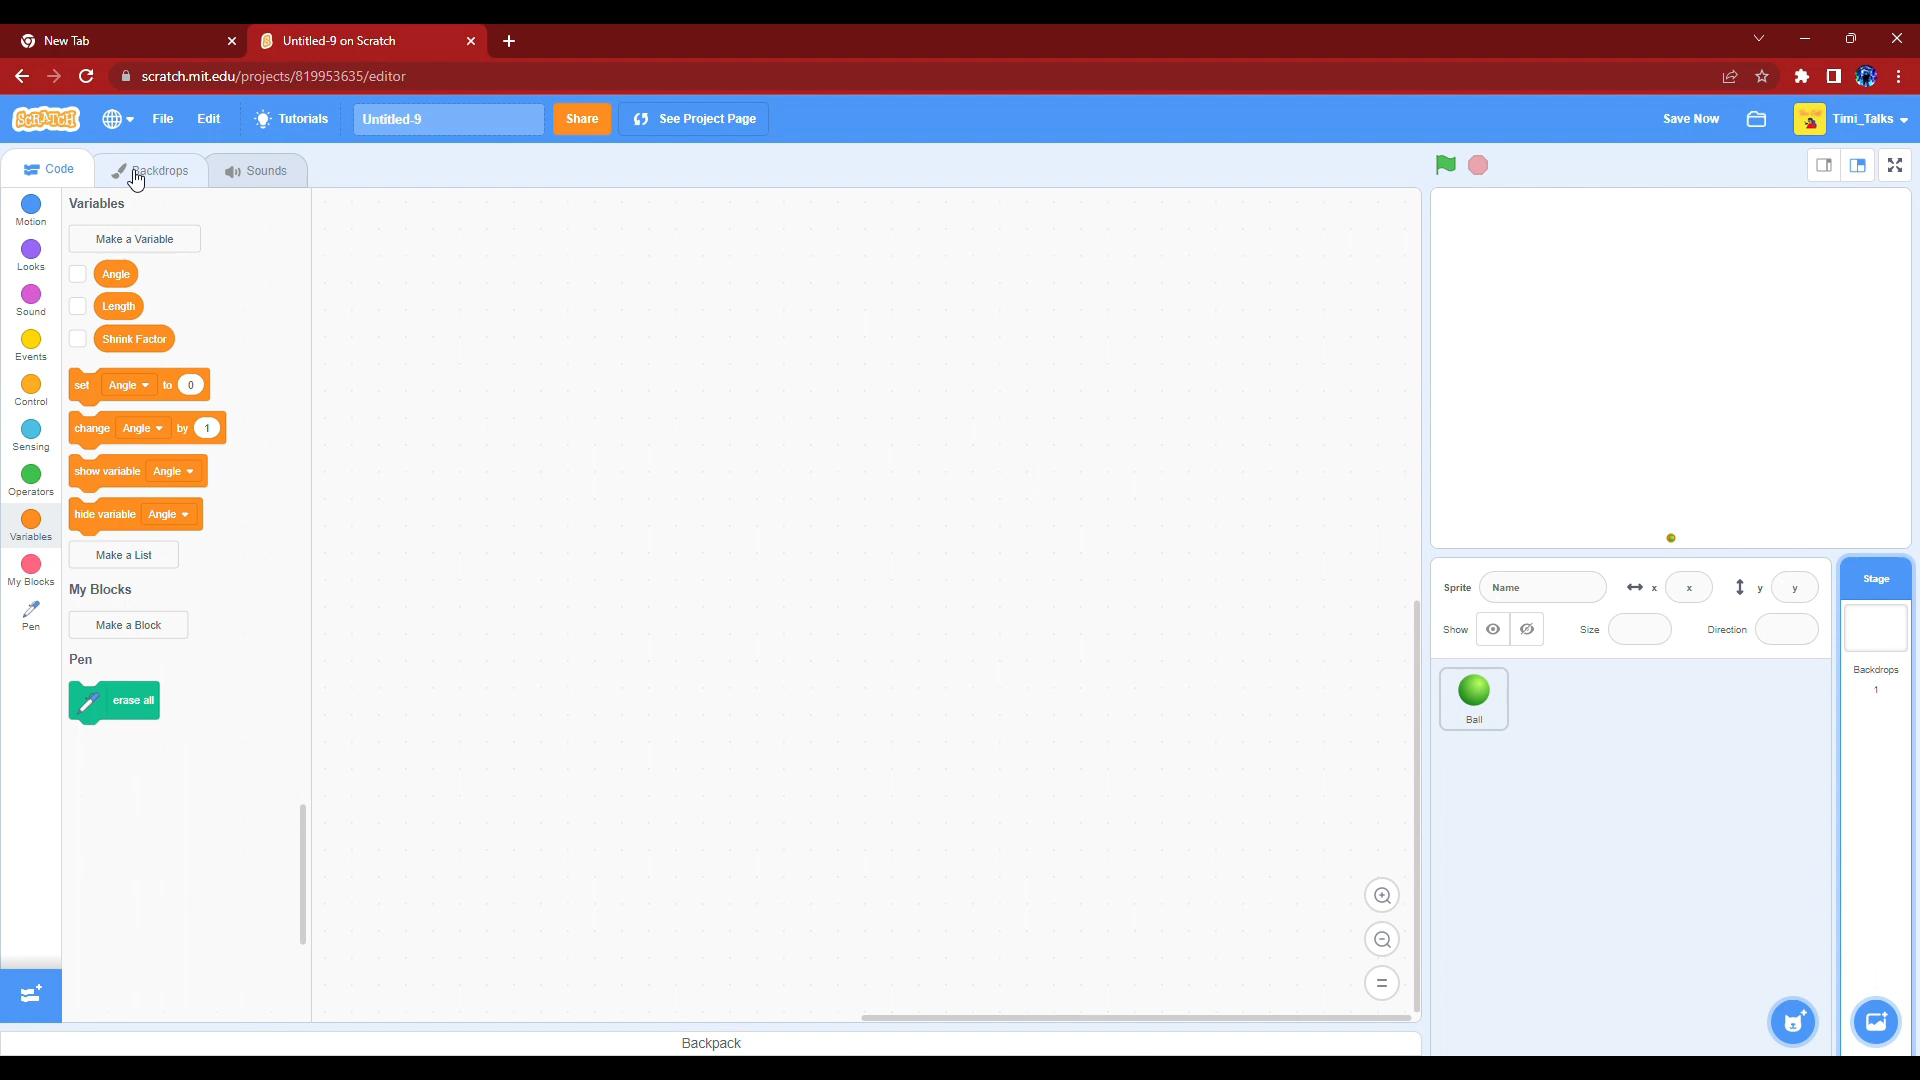 New Tab
Untitled-9 on Scratch
scratch.mit.edu/projects/819953635/editor
SCRATCH
File
Edit
Tutorials
Untitled-9
Share
See Project Page
Save Now
Timi_Talks
Code
Backdrops
Sounds
Motion
Looks
Sound
Events
Control
Sensing
Operators
Variables
My Blocks
Pen
Variables
Make a Variable
Angle
Length
Shrink Factor
set Angle to 0
change Angle by 1
show variable Angle
hide variable Angle
Make a List
My Blocks
Make a Block
Pen
erase all
Sprite Name x x y y
Show Size Direction
Ball
Stage
Backdrops
1
Backpack